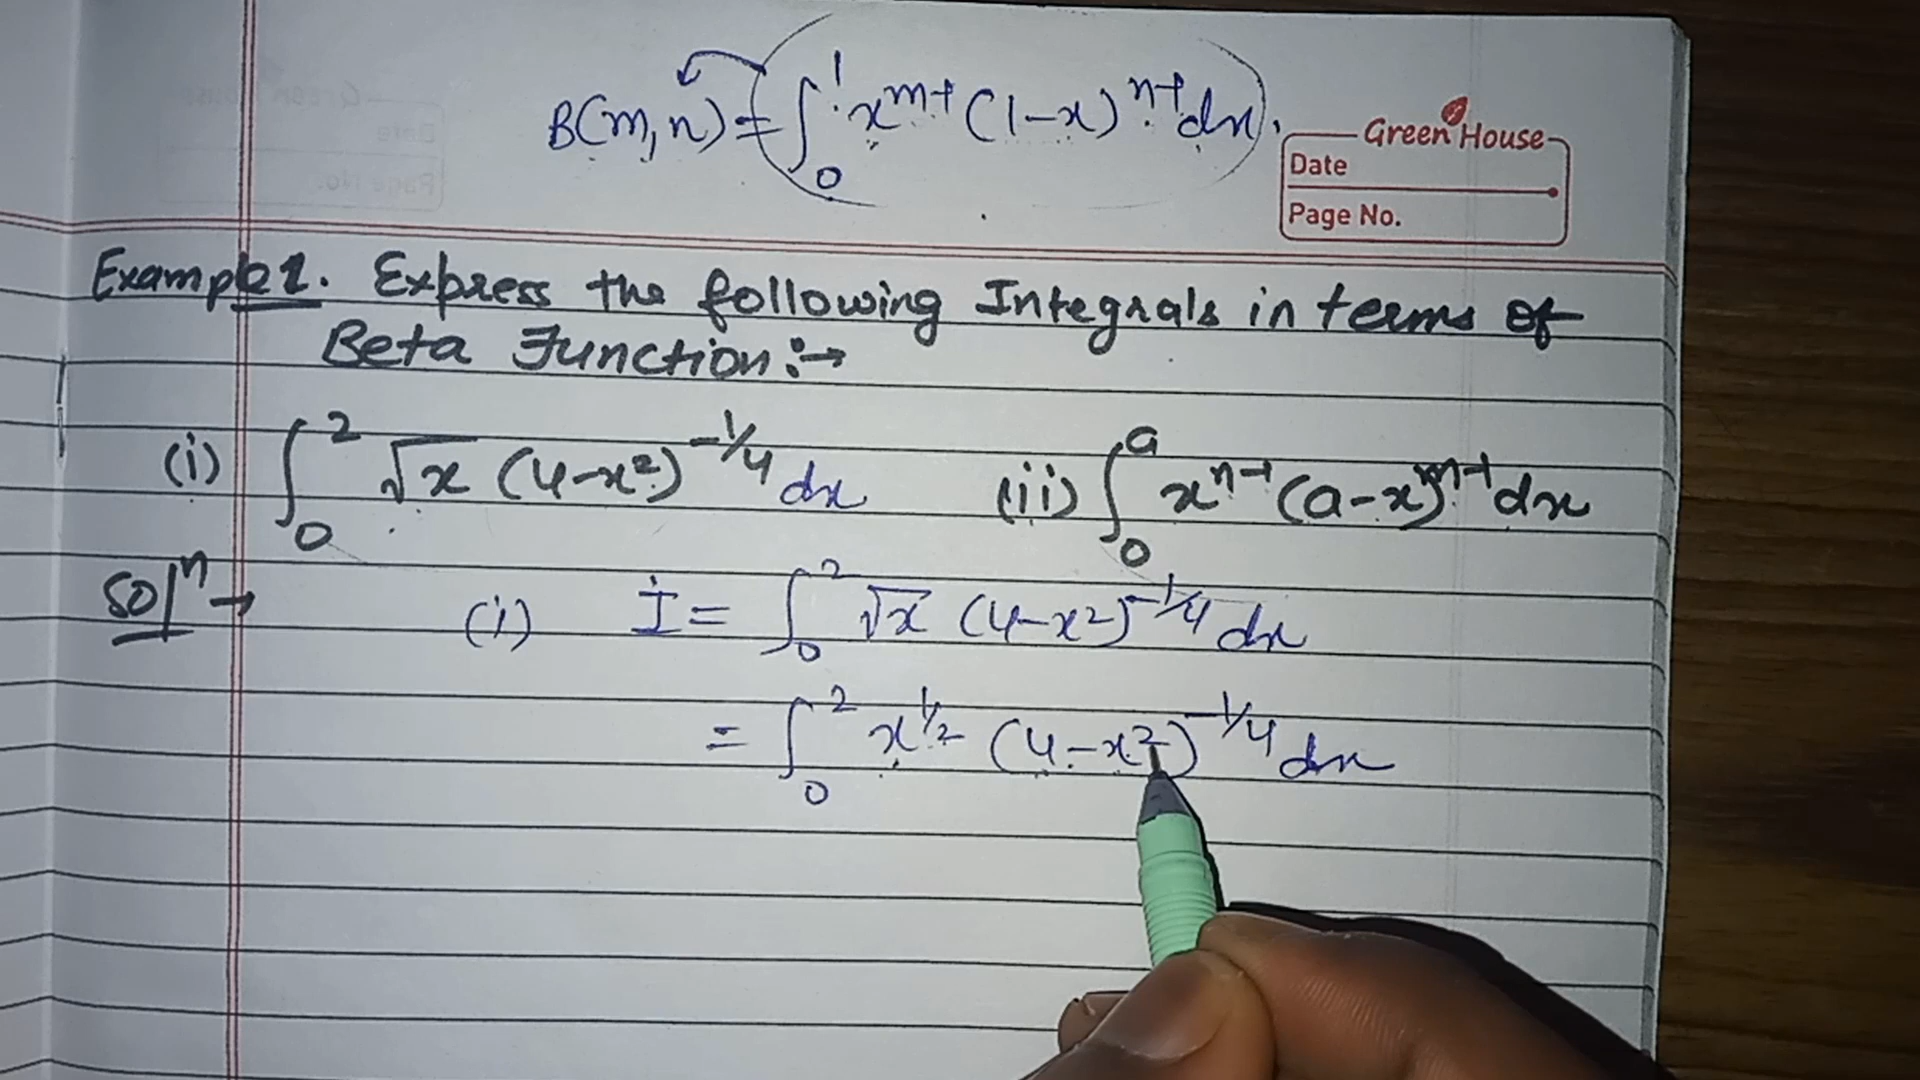 B(m,n) = ∫₀¹ x^{m-1} (1-x)^{n-1} dx.
Green House
Date
Page No.
Example 1. Express the following Integrals in terms of
Beta Function:→
(i) ∫₀² √x (4-x²)^{-1/4} dx (ii) ∫₀^a x^{n-1} (a-x)^{m-1} dx
Solⁿ→ (i) I = ∫₀² √x (4-x²)^{-1/4} dx
= ∫₀² x^{1/2} (4-x²)^{-1/4} dx